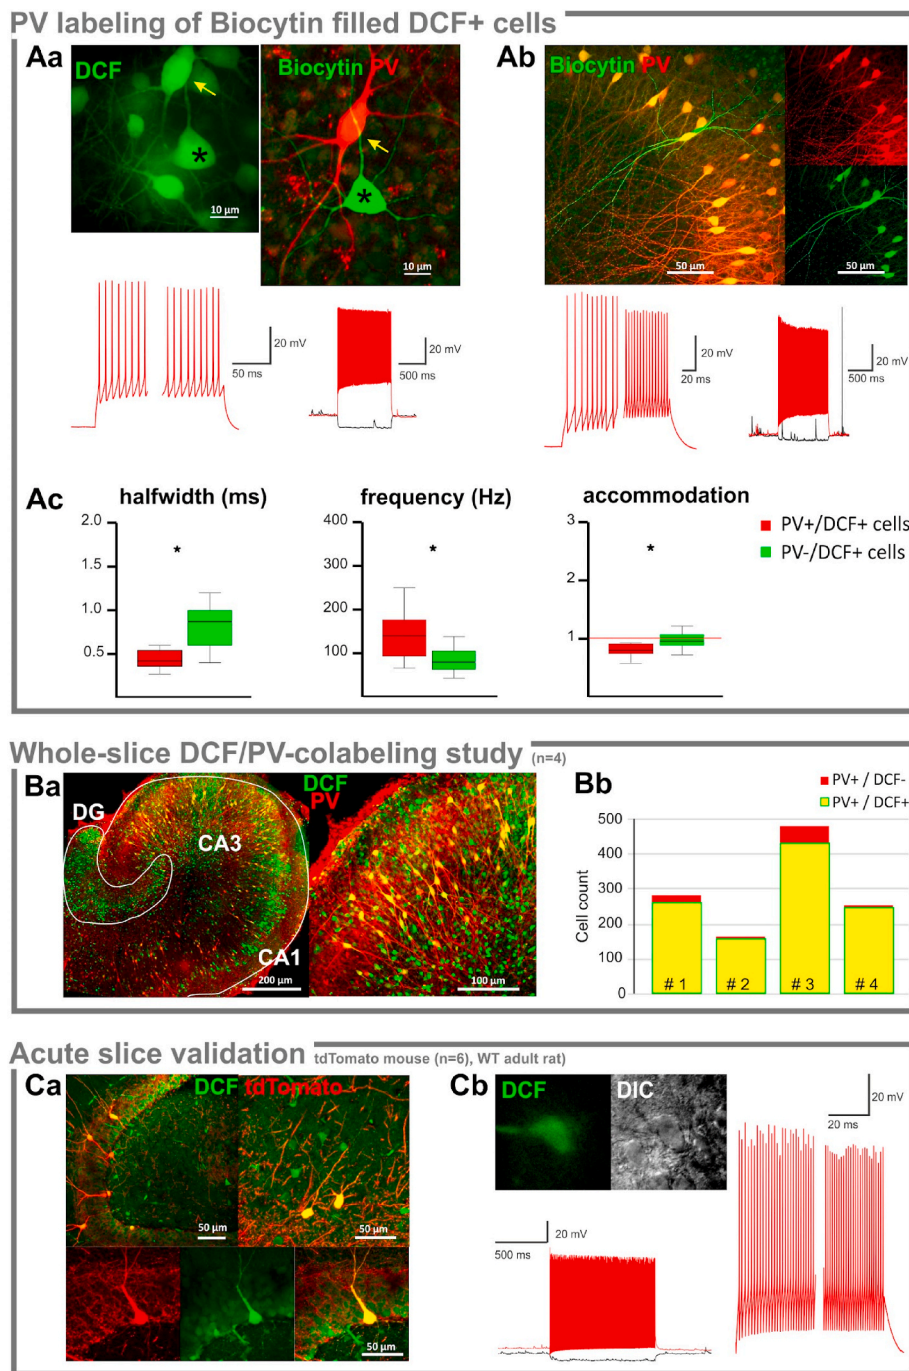 PV labeling of Biocytin filled DCF+ cells
Aa
DCF
10 µm
Biocytin PV
10 µm
Ab
Biocytin PV
50 µm
50 µm
20 mV
50 ms
20 mV
500 ms
20 mV
20 ms
20 mV
500 ms
Ac
halfwidth (ms)
2.0
1.5
1.0
0.5
*
frequency (Hz)
400
300
200
100
*
accommodation
3
2
1
*
PV+/DCF+ cells
PV-/DCF+ cells
Whole-slice DCF/PV-colabeling study (n=4)
Ba
DG
CA3
CA1
200 µm
DCF
PV
100 µm
Bb
PV+ / DCF-
PV+ / DCF+
Cell count
500
400
300
200
100
0
# 1
# 2
# 3
# 4
Acute slice validation tdTomato mouse (n=6), WT adult rat)
Ca
DCF tdTomato
50 µm
50 µm
50 µm
Cb
DCF
DIC
20 mV
20 ms
20 mV
500 ms